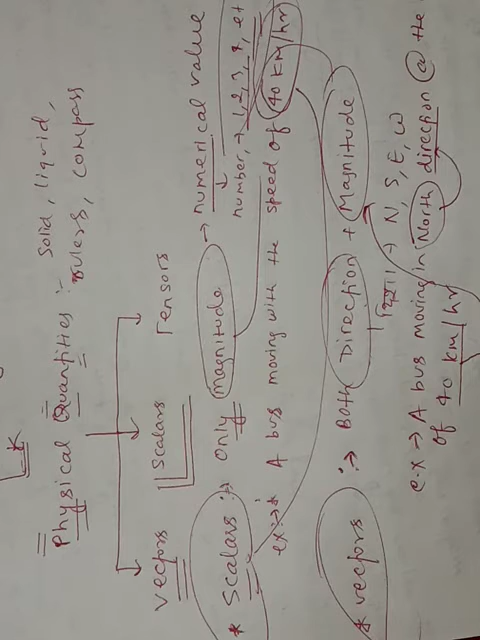 Physical Quantities :- Solid, liquid,
rulers, compass
Vectors Scalars Tensors
* Scalars :→ Only Magnitude → numerical value
number, → 1, 2, 3, 4, et
ex :→* A bus moving with the speed of 40 km/hr
* vectors :→ Both Direction + Magnitude
→ N, S, E, W
e.x → A bus moving in North direction @ the
of 40 km/hr